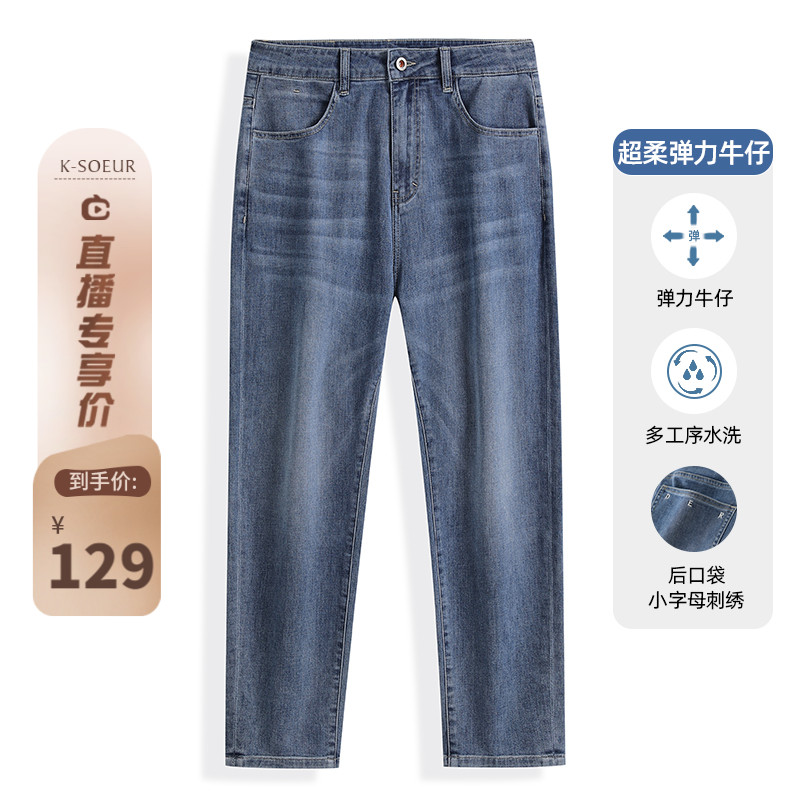 K-SOEUR
直播专享价
到手价:
¥
129
超柔弹力牛仔
弹
弹力牛仔
多工序水洗
P E R
后口袋
小字母刺绣